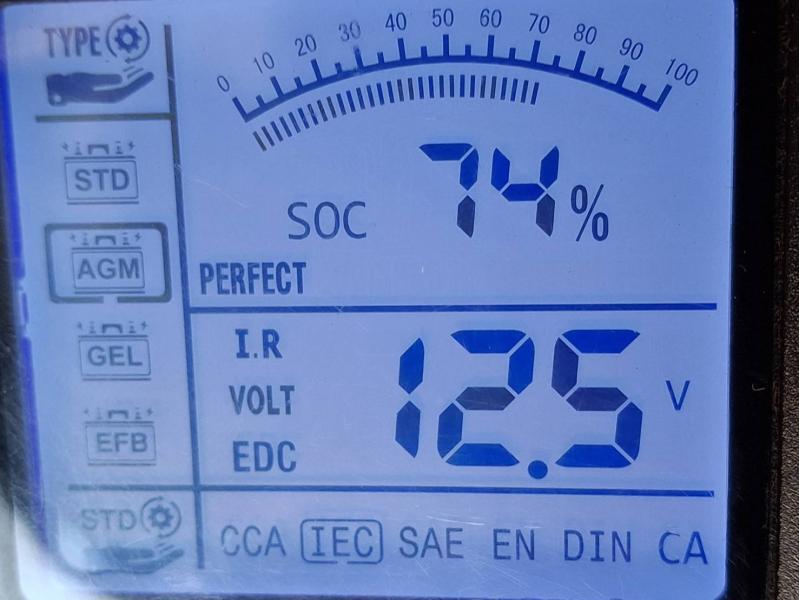 TYPE
0 10 20 30 40 50 60 70 80 90 100
STD
AGM
GEL
EFB
STD
SOC 74%
PERFECT
I.R
VOLT
EDC
12.5 V
CCA IEC SAE EN DIN CA